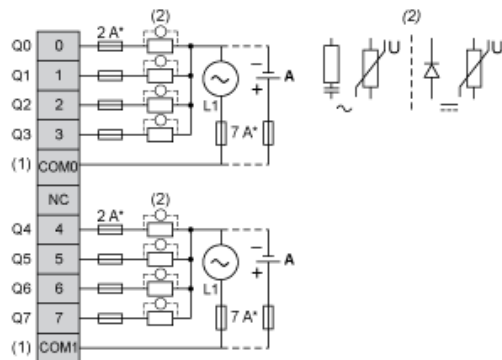 (2)
(2)
Q0 0 2 A*
U
U
Q1 1
– A
Q2 2
+
L1
Q3 3 7 A*
(1) COM0
NC
(2)
Q4 4 2 A*
Q5 5
– A
Q6 6
+
L1
Q7 7 7 A*
(1) COM1